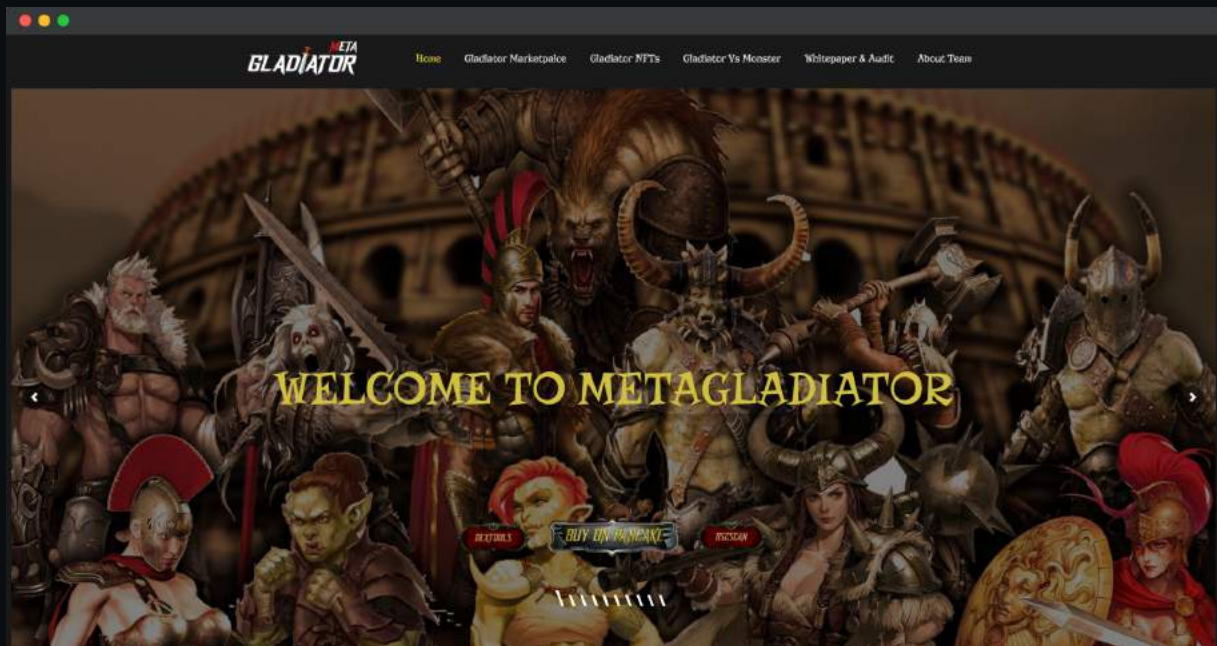 META
GLADIATOR
Home Gladiator Marketpalce Gladiator NFTs Gladiator Vs Monster Whitepaper & Audit About Team
WELCOME TO METAGLADIATOR
DEXTOOLS BUY ON PANCAKE BSCSCAN